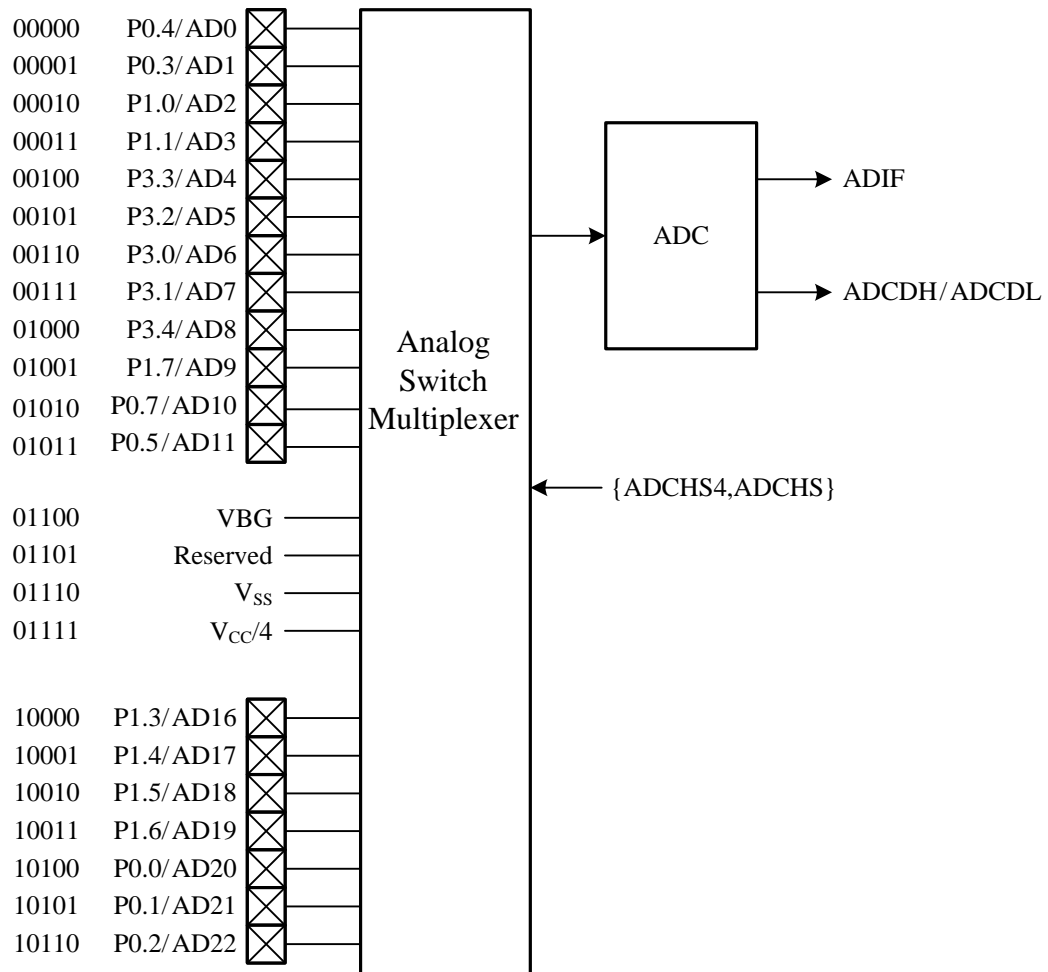 00000 P0.4/AD0
00001 P0.3/AD1
00010 P1.0/AD2
00011 P1.1/AD3
00100 P3.3/AD4
00101 P3.2/AD5
00110 P3.0/AD6
00111 P3.1/AD7
01000 P3.4/AD8
01001 P1.7/AD9
01010 P0.7/AD10
01011 P0.5/AD11
01100 VBG
01101 Reserved
01110 VSS
01111 VCC/4
10000 P1.3/AD16
10001 P1.4/AD17
10010 P1.5/AD18
10011 P1.6/AD19
10100 P0.0/AD20
10101 P0.1/AD21
10110 P0.2/AD22
Analog
Switch
Multiplexer
ADC
ADIF
ADCDH/ADCDL
{ADCHS4,ADCHS}